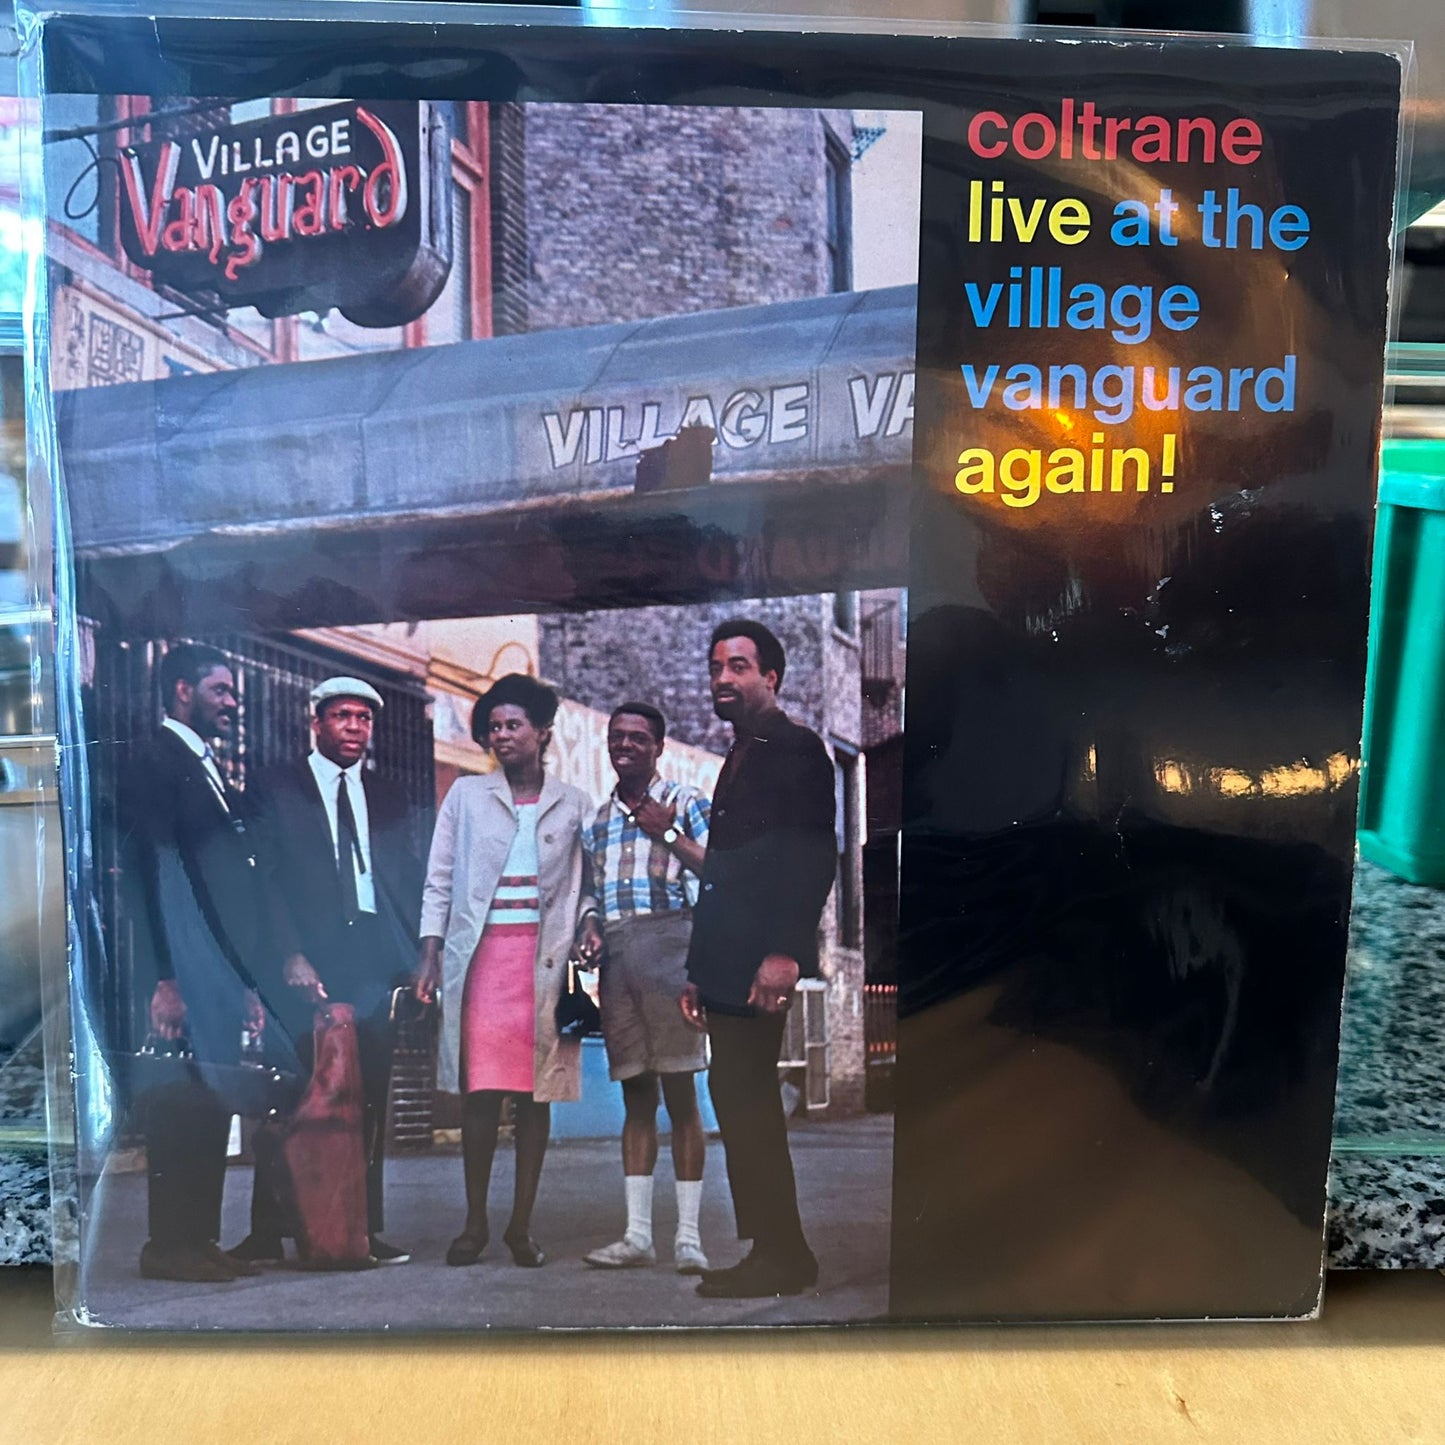 VILLAGE
Vanguard
VILLAGE VA
coltrane
live at the
village
vanguard
again!